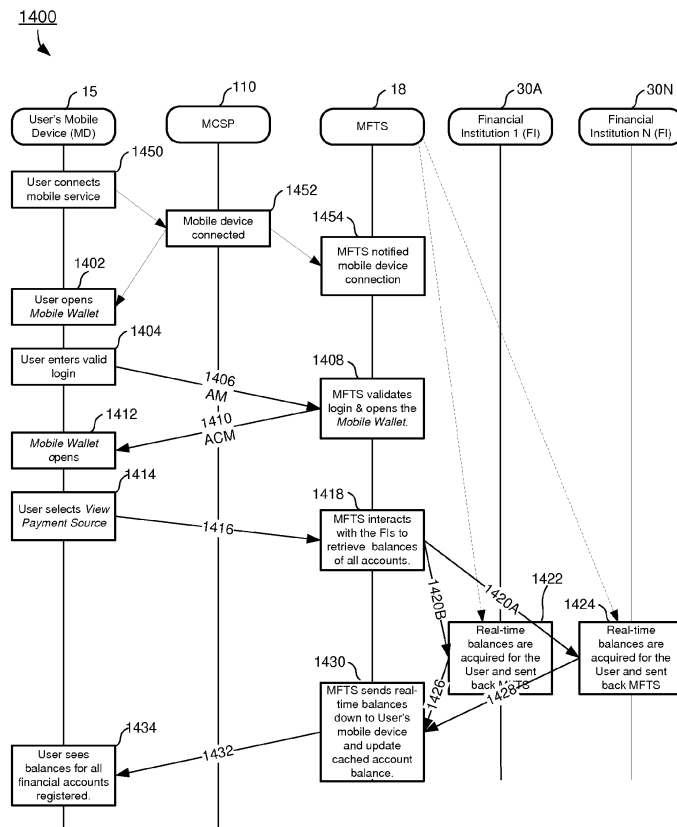 1400
15
110
18
30A
30N
User's Mobile
Device (MD)
MCSP
MFTS
Financial
Institution 1 (FI)
Financial
Institution N (FI)
1450
User connects
mobile service
1452
Mobile device
connected
1454
MFTS notified
mobile device
connection
1402
User opens
Mobile Wallet
1404
User enters valid
login
1406
AM
1408
MFTS validates
login & opens the
Mobile Wallet.
1410
ACM
1412
Mobile Wallet
opens
1414
User selects View
Payment Source
1416
1418
MFTS interacts
with the FIs to
retrieve balances
of all accounts.
1420B
1420A
1422
Real-time
balances are
acquired for the
User and sent
back MFTS
1424
Real-time
balances are
acquired for the
User and sent
back MFTS
1426
1428
1430
MFTS sends real-
time balances
down to User's
mobile device
and update
cached account
balance.
1432
1434
User sees
balances for all
financial accounts
registered.